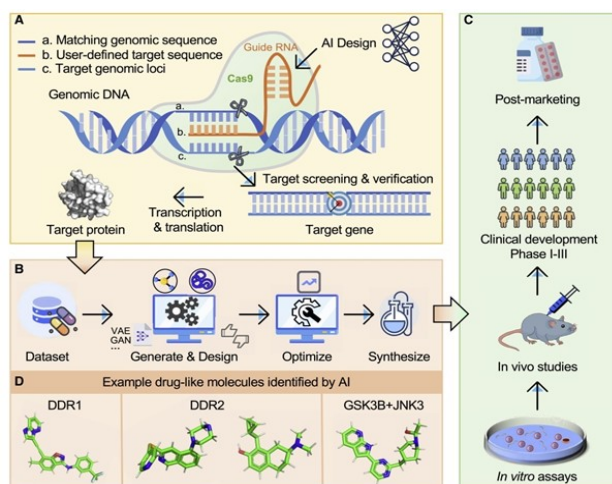 A
a. Matching genomic sequence
b. User-defined target sequence
c. Target genomic loci
Guide RNA
AI Design
Cas9
Genomic DNA
a.
b.
c.
Target screening & verification
Transcription
& translation
Target protein
Target gene
B
VAE
GAN
...
Dataset
Generate & Design
Optimize
Synthesize
D
Example drug-like molecules identified by AI
DDR1
DDR2
GSK3B+JNK3
C
Post-marketing
Clinical development
Phase I-III
In vivo studies
In vitro assays